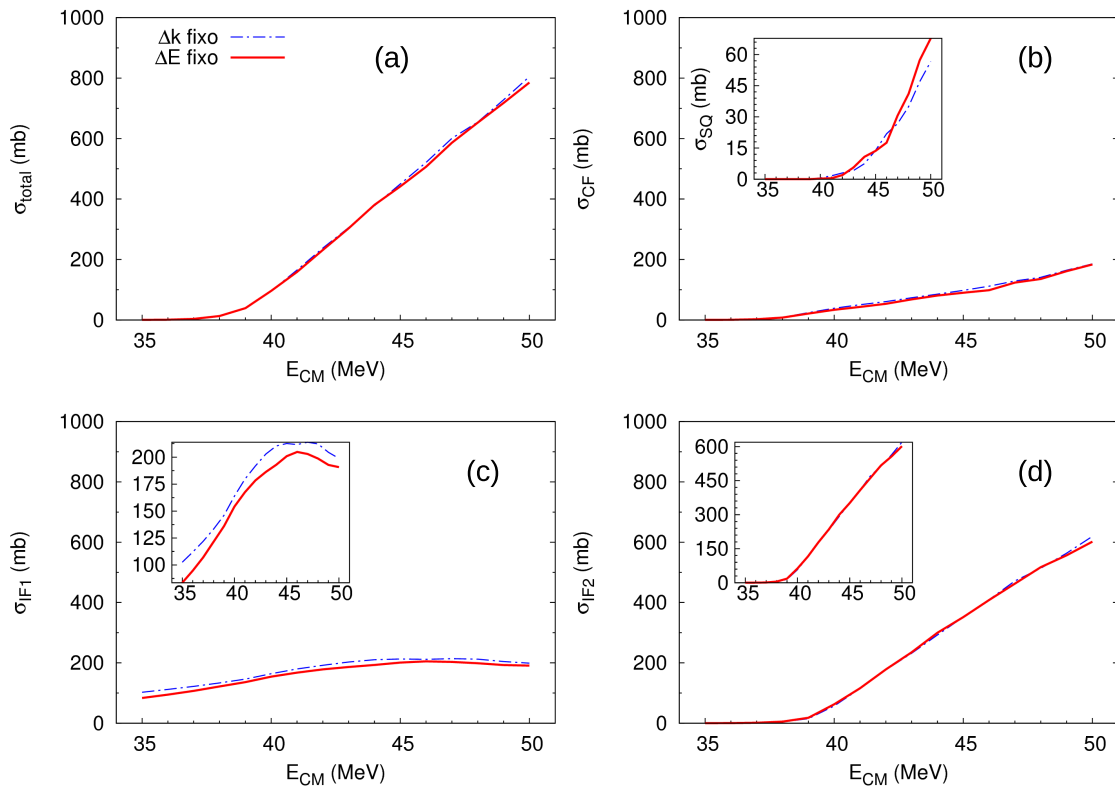 1000
800
600
400
200
0
σtotal (mb)
Δk fixo
ΔE fixo
(a)
35 40 45 50
ECM (MeV)
1000
800
600
400
200
0
σCF (mb)
60
45
30
15
0
σSQ (mb)
35 40 45 50
(b)
35 40 45 50
ECM (MeV)
1000
800
600
400
200
0
σIF1 (mb)
200
175
150
125
100
35 40 45 50
(c)
35 40 45 50
ECM (MeV)
1000
800
600
400
200
0
σIF2 (mb)
600
450
300
150
0
35 40 45 50
(d)
35 40 45 50
ECM (MeV)